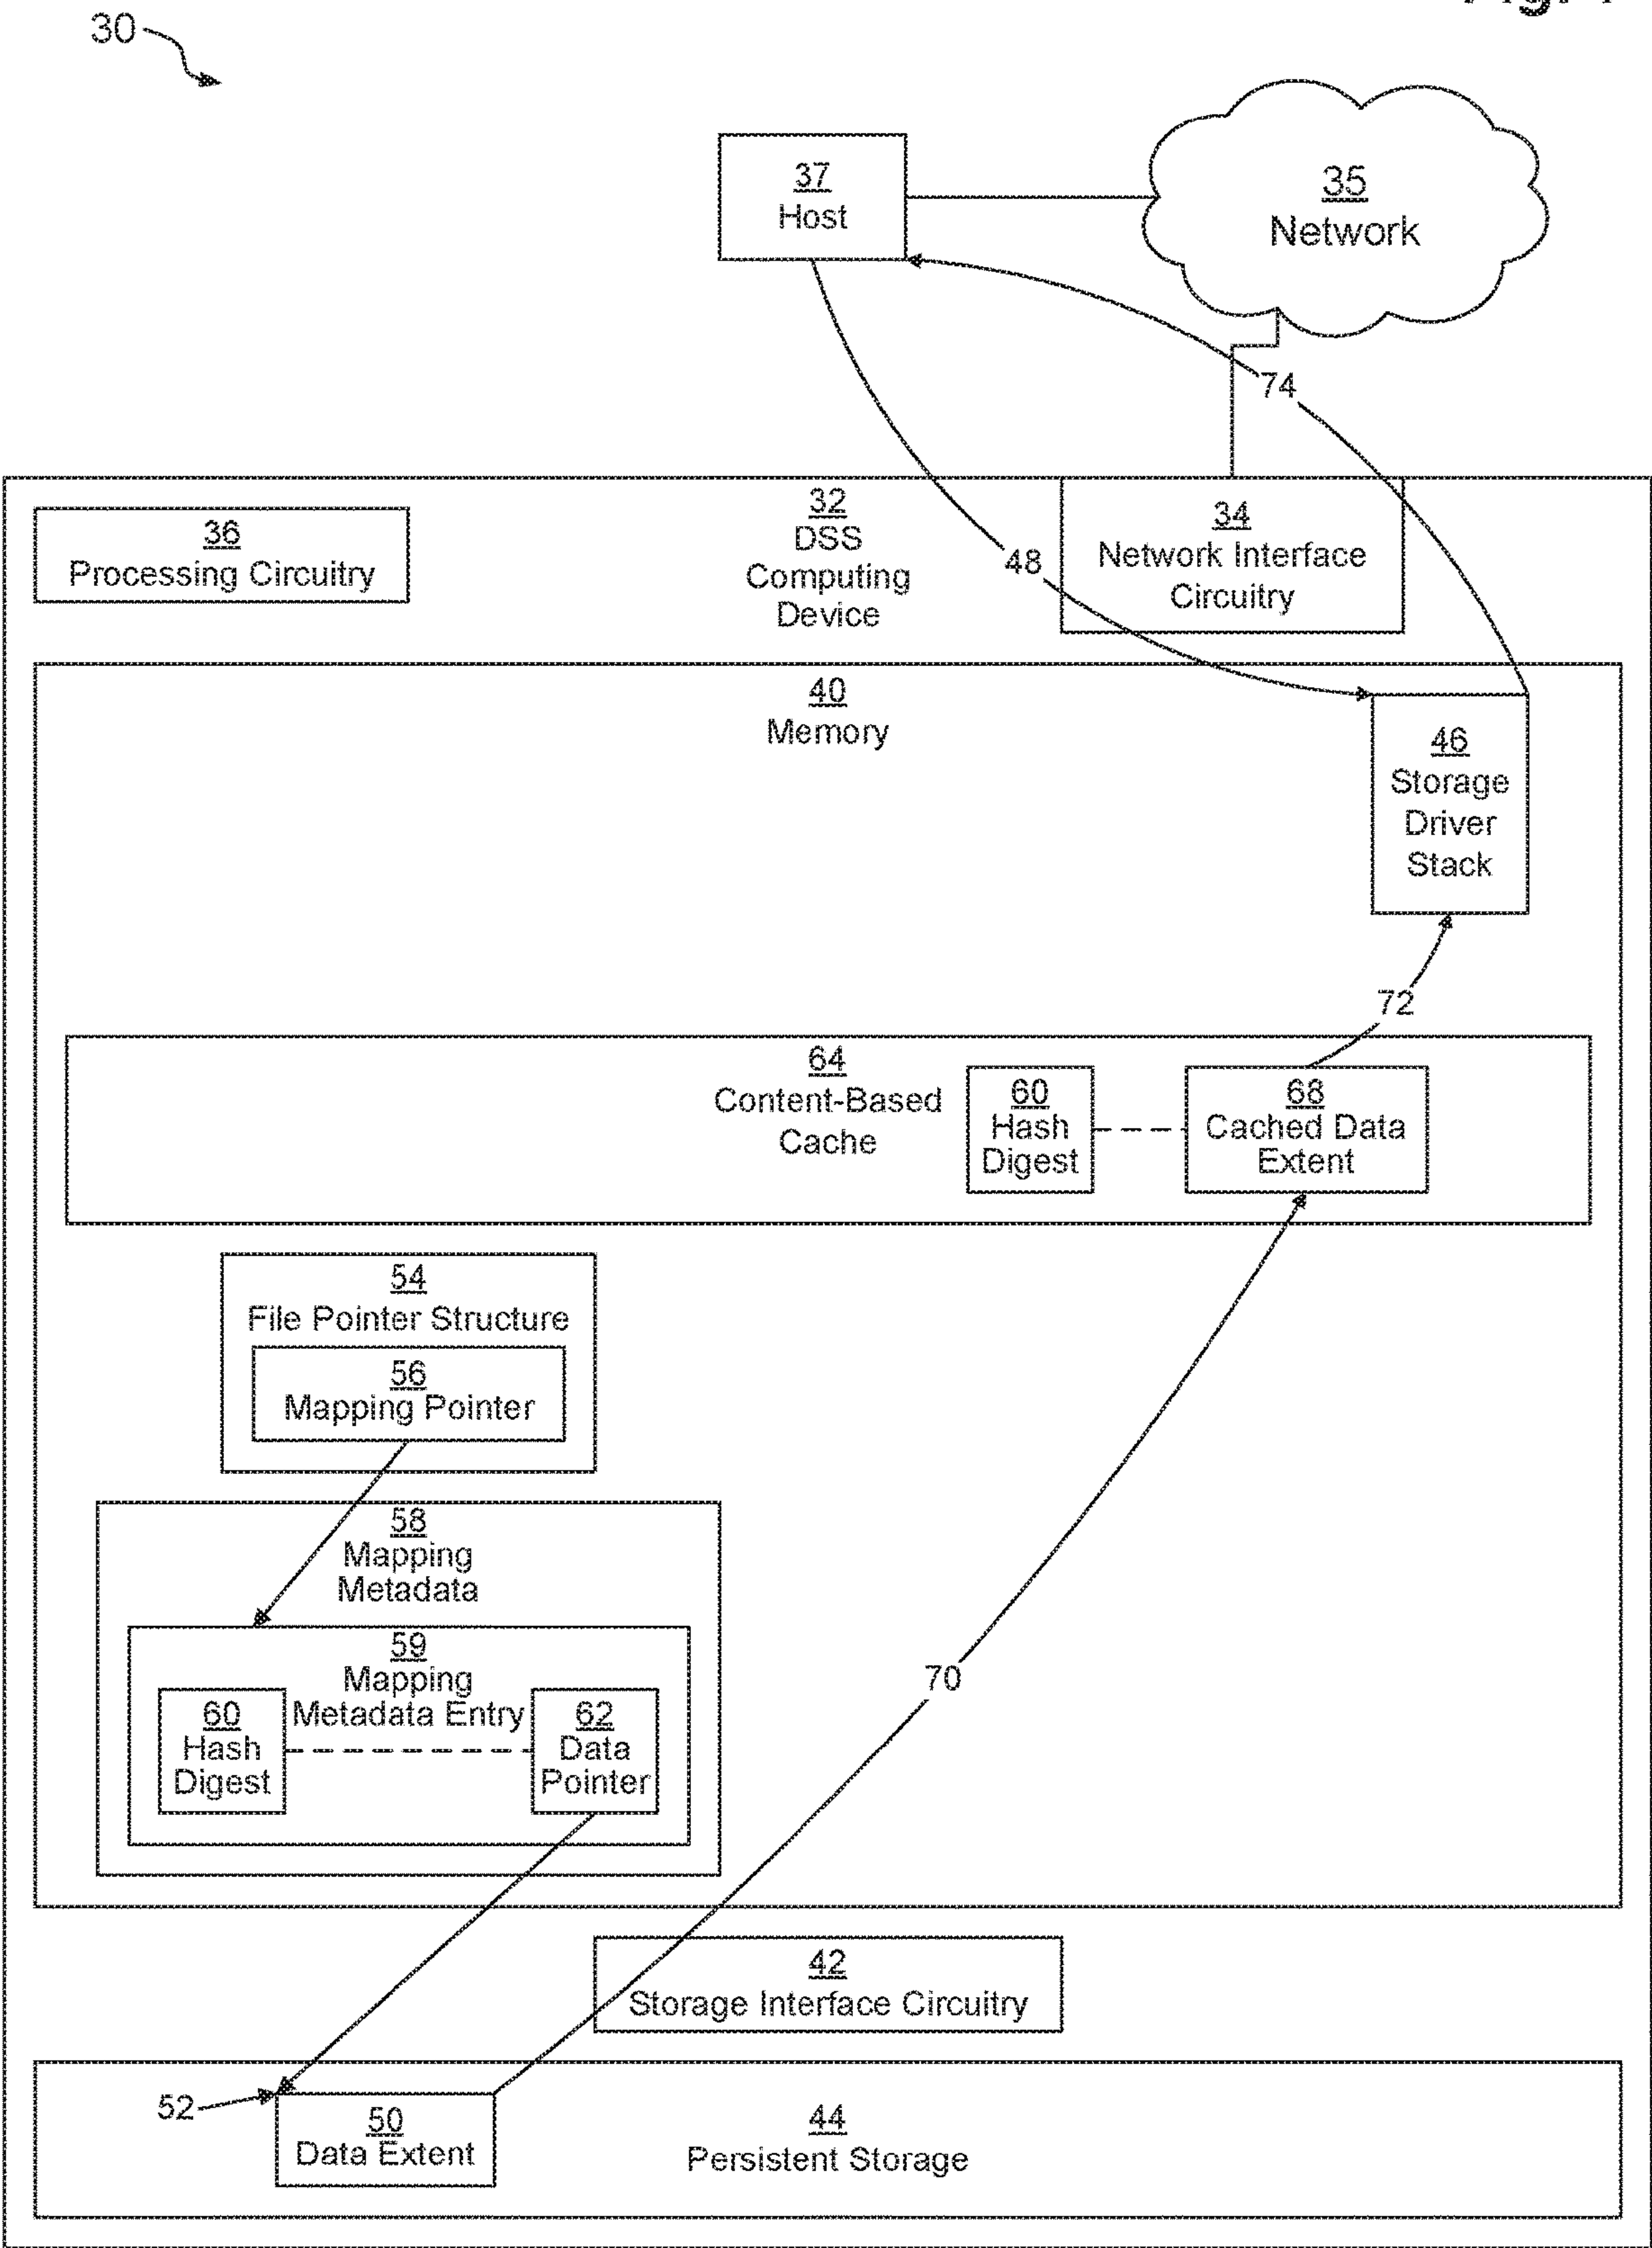 30
37
Host
35
Network
74
32
DSS
Computing
Device
36
Processing Circuitry
34
Network Interface
Circuitry
48
40
Memory
46
Storage
Driver
Stack
72
64
Content-Based
Cache
60
Hash
Digest
68
Cached Data
Extent
54
File Pointer Structure
56
Mapping Pointer
58
Mapping
Metadata
59
Mapping
Metadata Entry
60
Hash
Digest
62
Data
Pointer
70
42
Storage Interface Circuitry
52
50
Data Extent
44
Persistent Storage